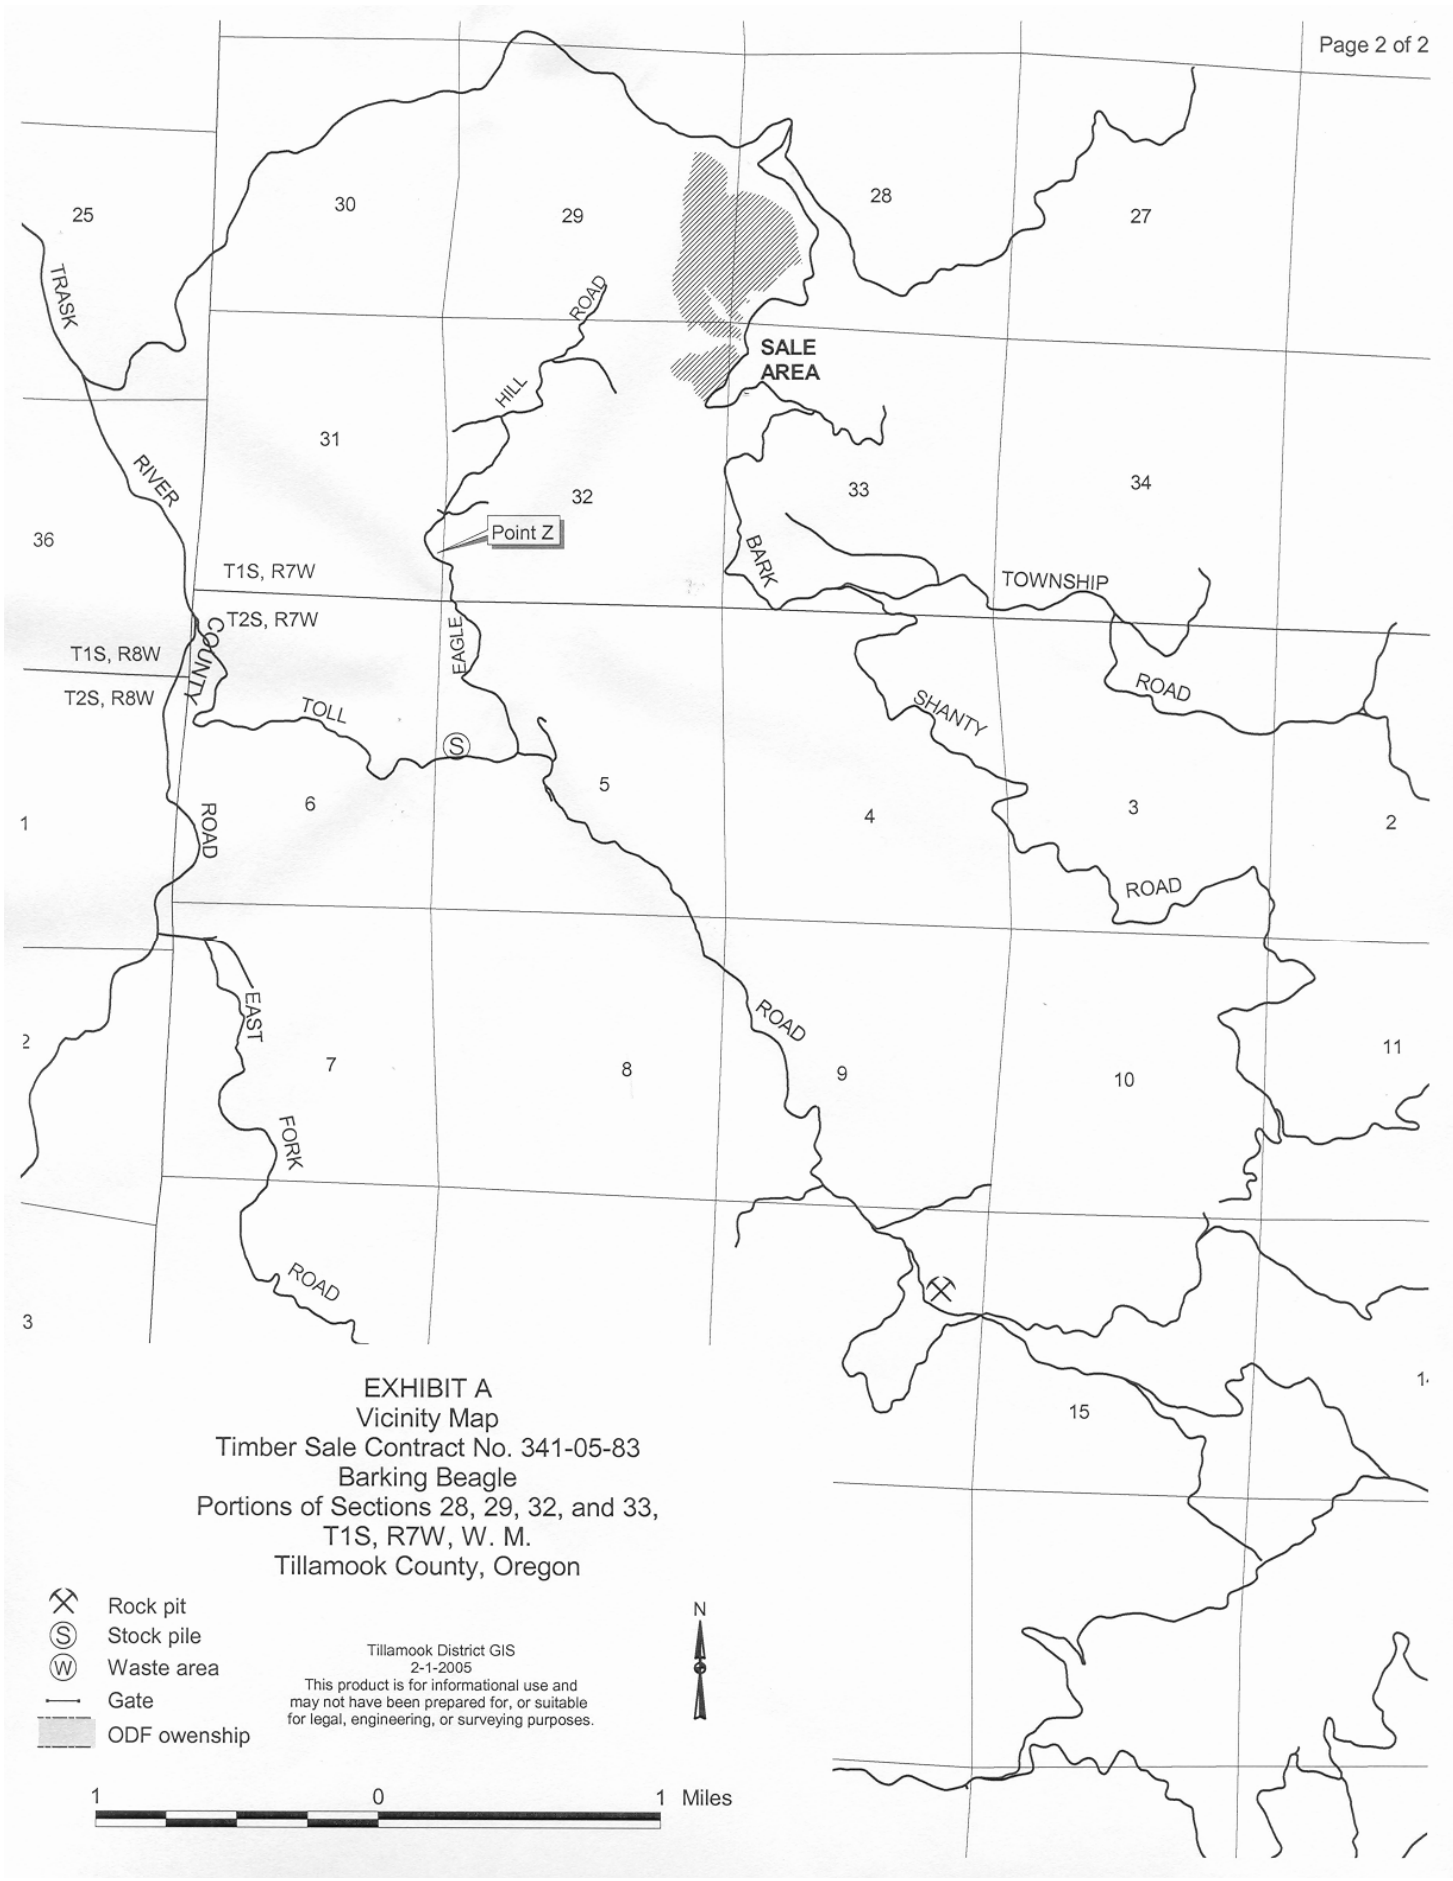 Page 2 of 2
28
30
25
29
27
TRASK
ROAD
SALE
AREA
HILL
31
RIVER
34
33
32
36
Point Z
BARK
T1S, R7W
TOWNSHIP
T2S, R7W
COUNTY
EAGLE
T1S, R8W
T2S, R8W
ROAD
TOLL
SHANTY
S
5
6
3
4
1
2
ROAD
ROAD
EAST
ROAD
2
11
7
8
9
10
FORK
ROAD
3
EXHIBIT A
Vicinity Map
Timber Sale Contract No. 341-05-83
Barking Beagle
Portions of Sections 28, 29, 32, and 33,
T1S, R7W, W. M.
Tillamook County, Oregon
15
Rock pit
S Stock pile
W Waste area
Gate
ODF owenship
N
Tillamook District GIS
2-1-2005
This product is for informational use and
may not have been prepared for, or suitable
for legal, engineering, or surveying purposes.
1 0 1 Miles